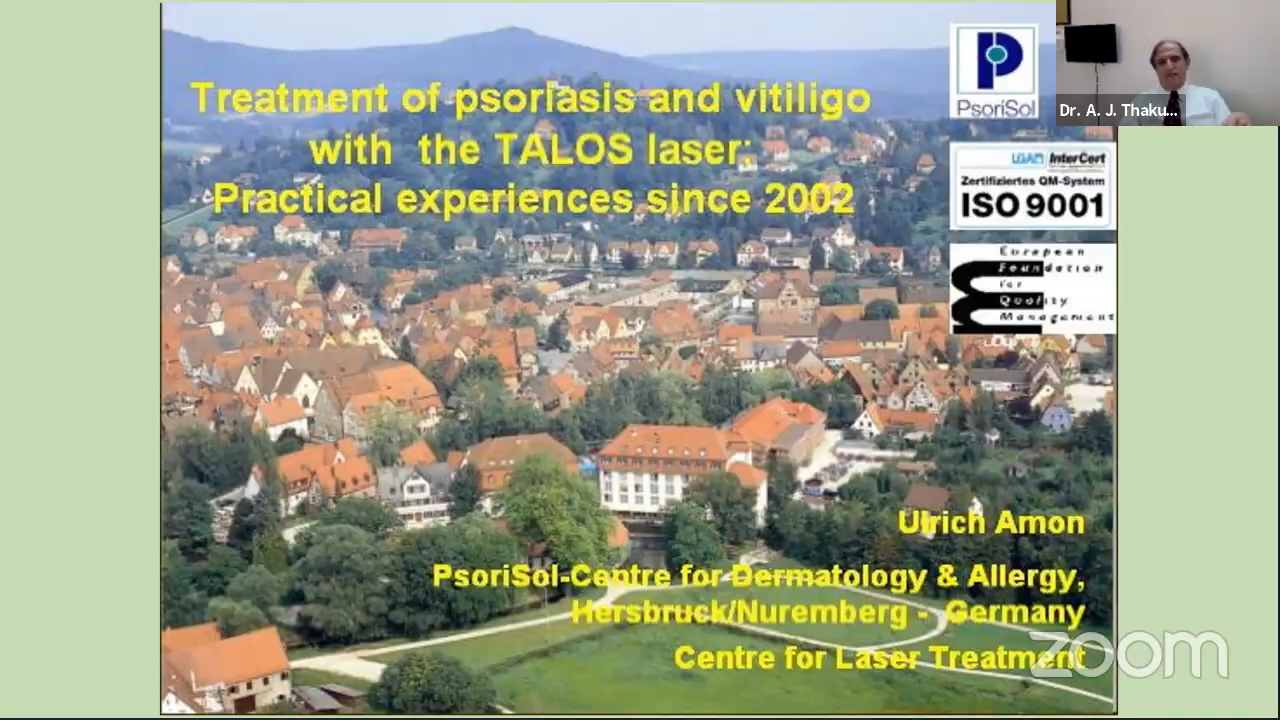 Treatment of psoriasis and vitiligo
with the TALOS laser:
Practical experiences since 2002
PsoriSol
Dr. A. J. Thaku...
LGA InterCert
Zertifiziertes QM-System
ISO 9001
European
Foundation
for
Quality
Management
Ulrich Amon
PsoriSol-Centre for Dermatology & Allergy,
Hersbruck/Nuremberg - Germany
Centre for Laser Treatment
zoom